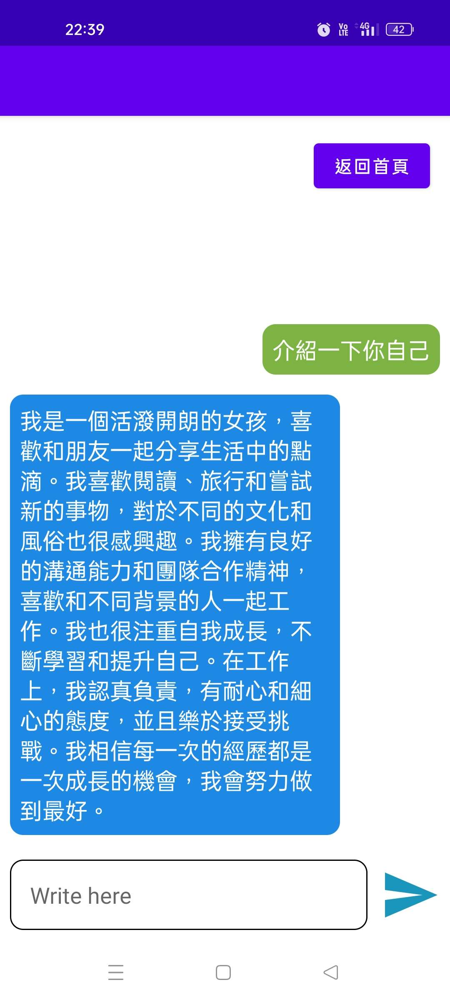 22:39
Vo LTE 4G 42
返回首頁
介紹一下你自己
我是一個活潑開朗的女孩，喜
歡和朋友一起分享生活中的點
滴。我喜歡閱讀、旅行和嘗試
新的事物，對於不同的文化和
風俗也很感興趣。我擁有良好
的溝通能力和團隊合作精神，
喜歡和不同背景的人一起工
作。我也很注重自我成長，不
斷學習和提升自己。在工作
上，我認真負責，有耐心和細
心的態度，並且樂於接受挑
戰。我相信每一次的經歷都是
一次成長的機會，我會努力做
到最好。
Write here